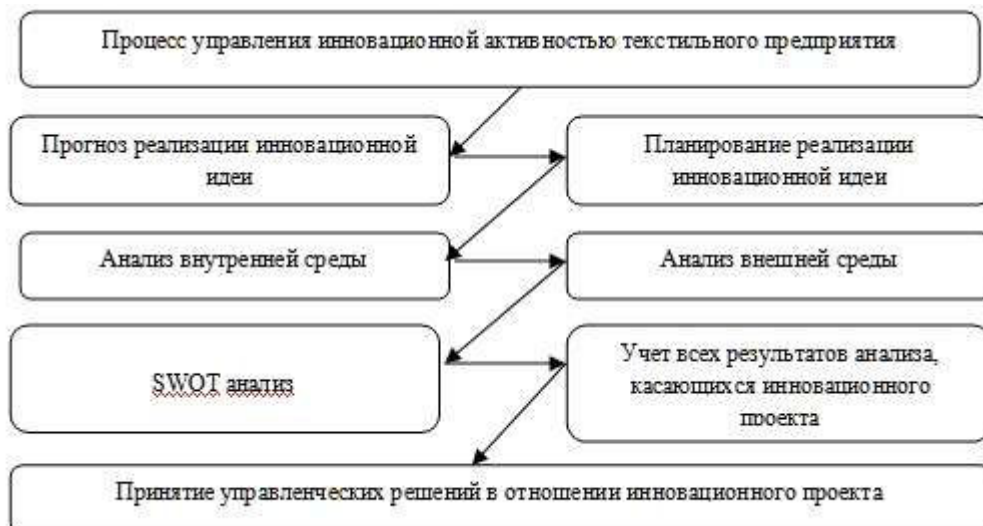 Процесс управления инновационной активностью текстильного предприятия
Прогноз реализации инновационной
идеи
Планирование реализации
инновационной идеи
Анализ внутренней среды
Анализ внешней среды
SWOT анализ
Учет всех результатов анализа,
касающихся инновационного
проекта
Принятие управленческих решений в отношении инновационного проекта